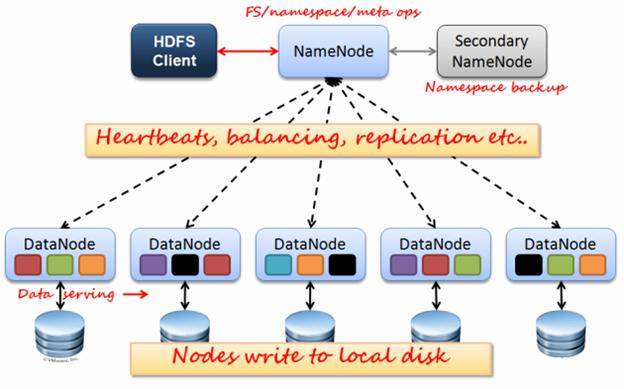 FS/namespace/meta ops
HDFS
Client
NameNode
Secondary
NameNode
Namespace backup
Heartbeats, balancing, replication etc..
DataNode
DataNode
DataNode
DataNode
DataNode
Data serving
©VMware, Inc.
Nodes write to local disk